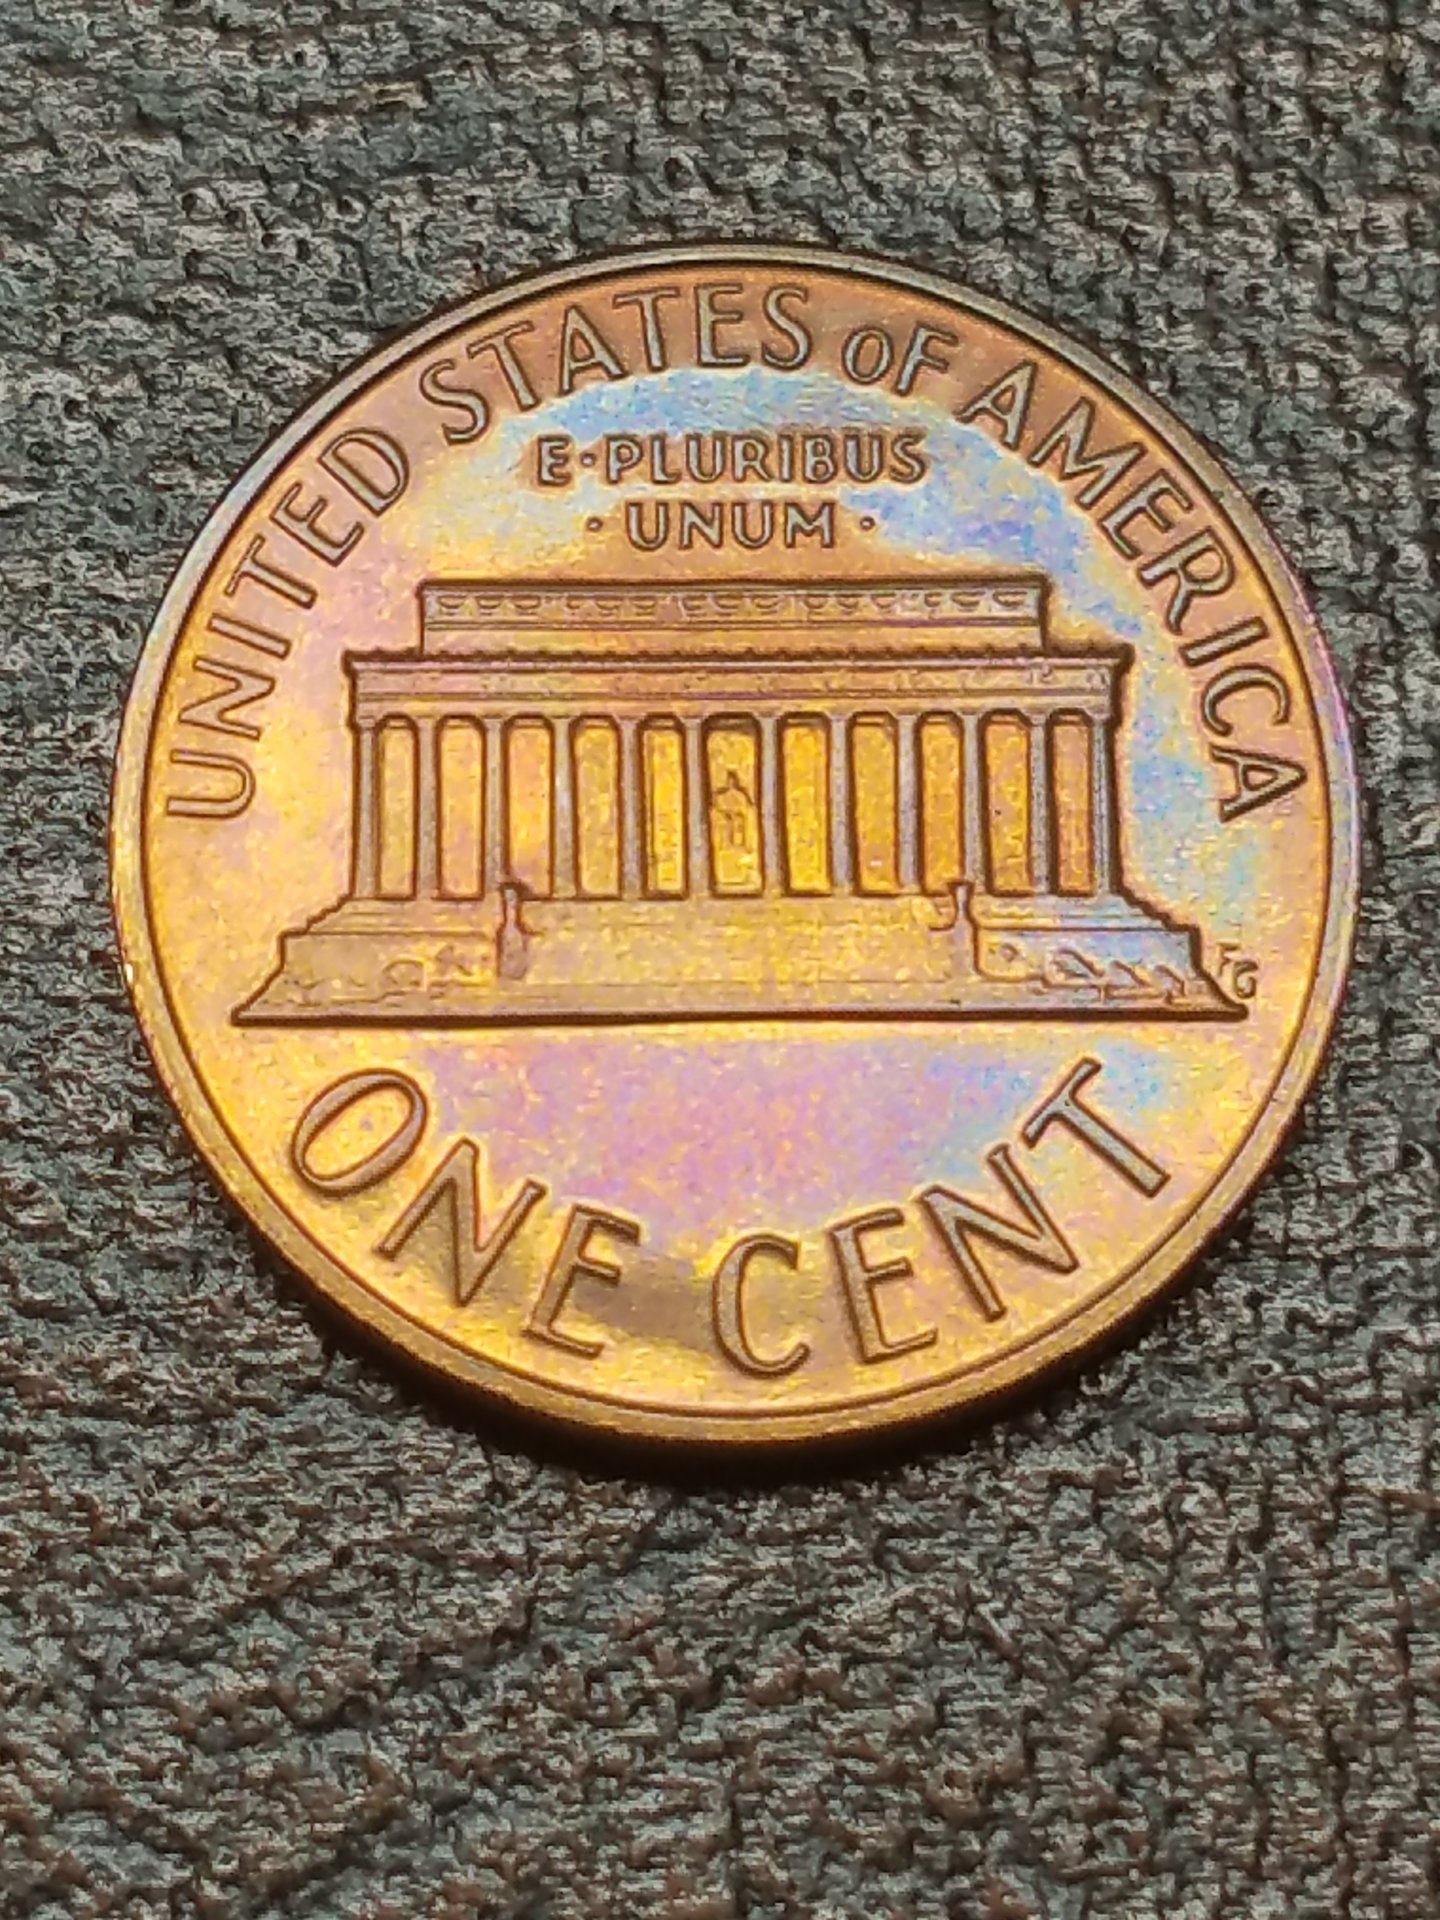 UNITED STATES OF AMERICA
E·PLURIBUS
·UNUM·
FG
ONE CENT